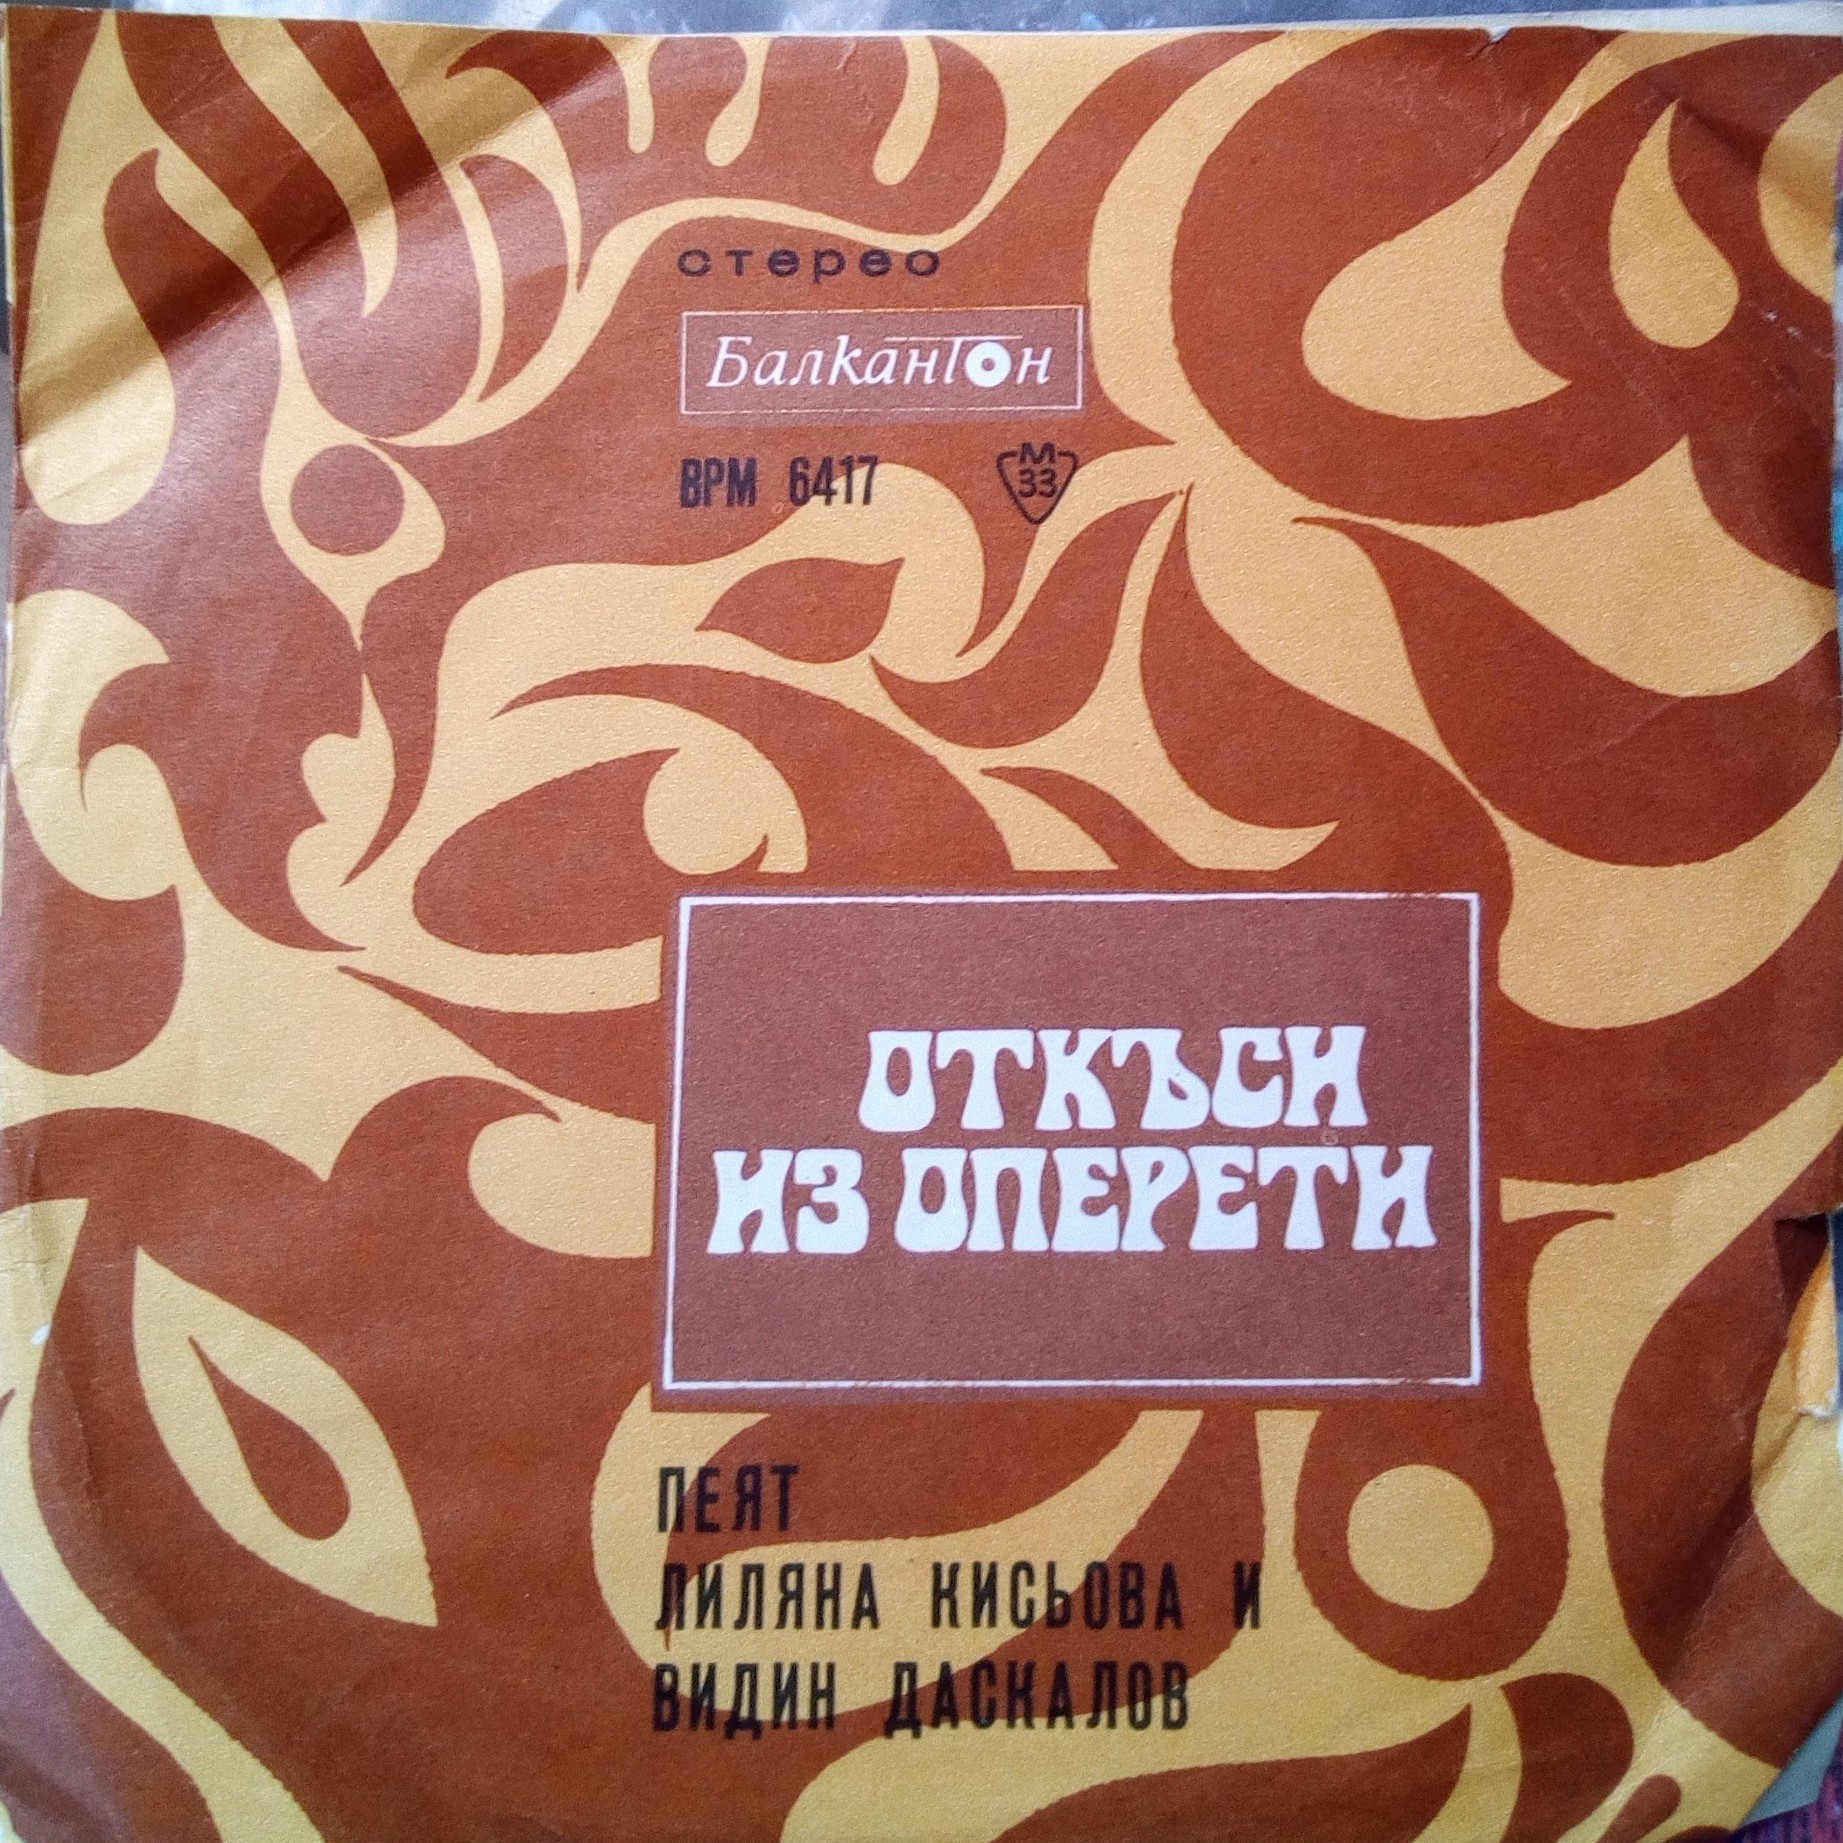 стерео
Балкантон
ВРМ 6417
М
33
ОТКЪСИ
ИЗ ОПЕРЕТИ
ПЕЯТ
ЛИЛЯНА КИСЬОВА И
ВИДИН ДАСКАЛОВ